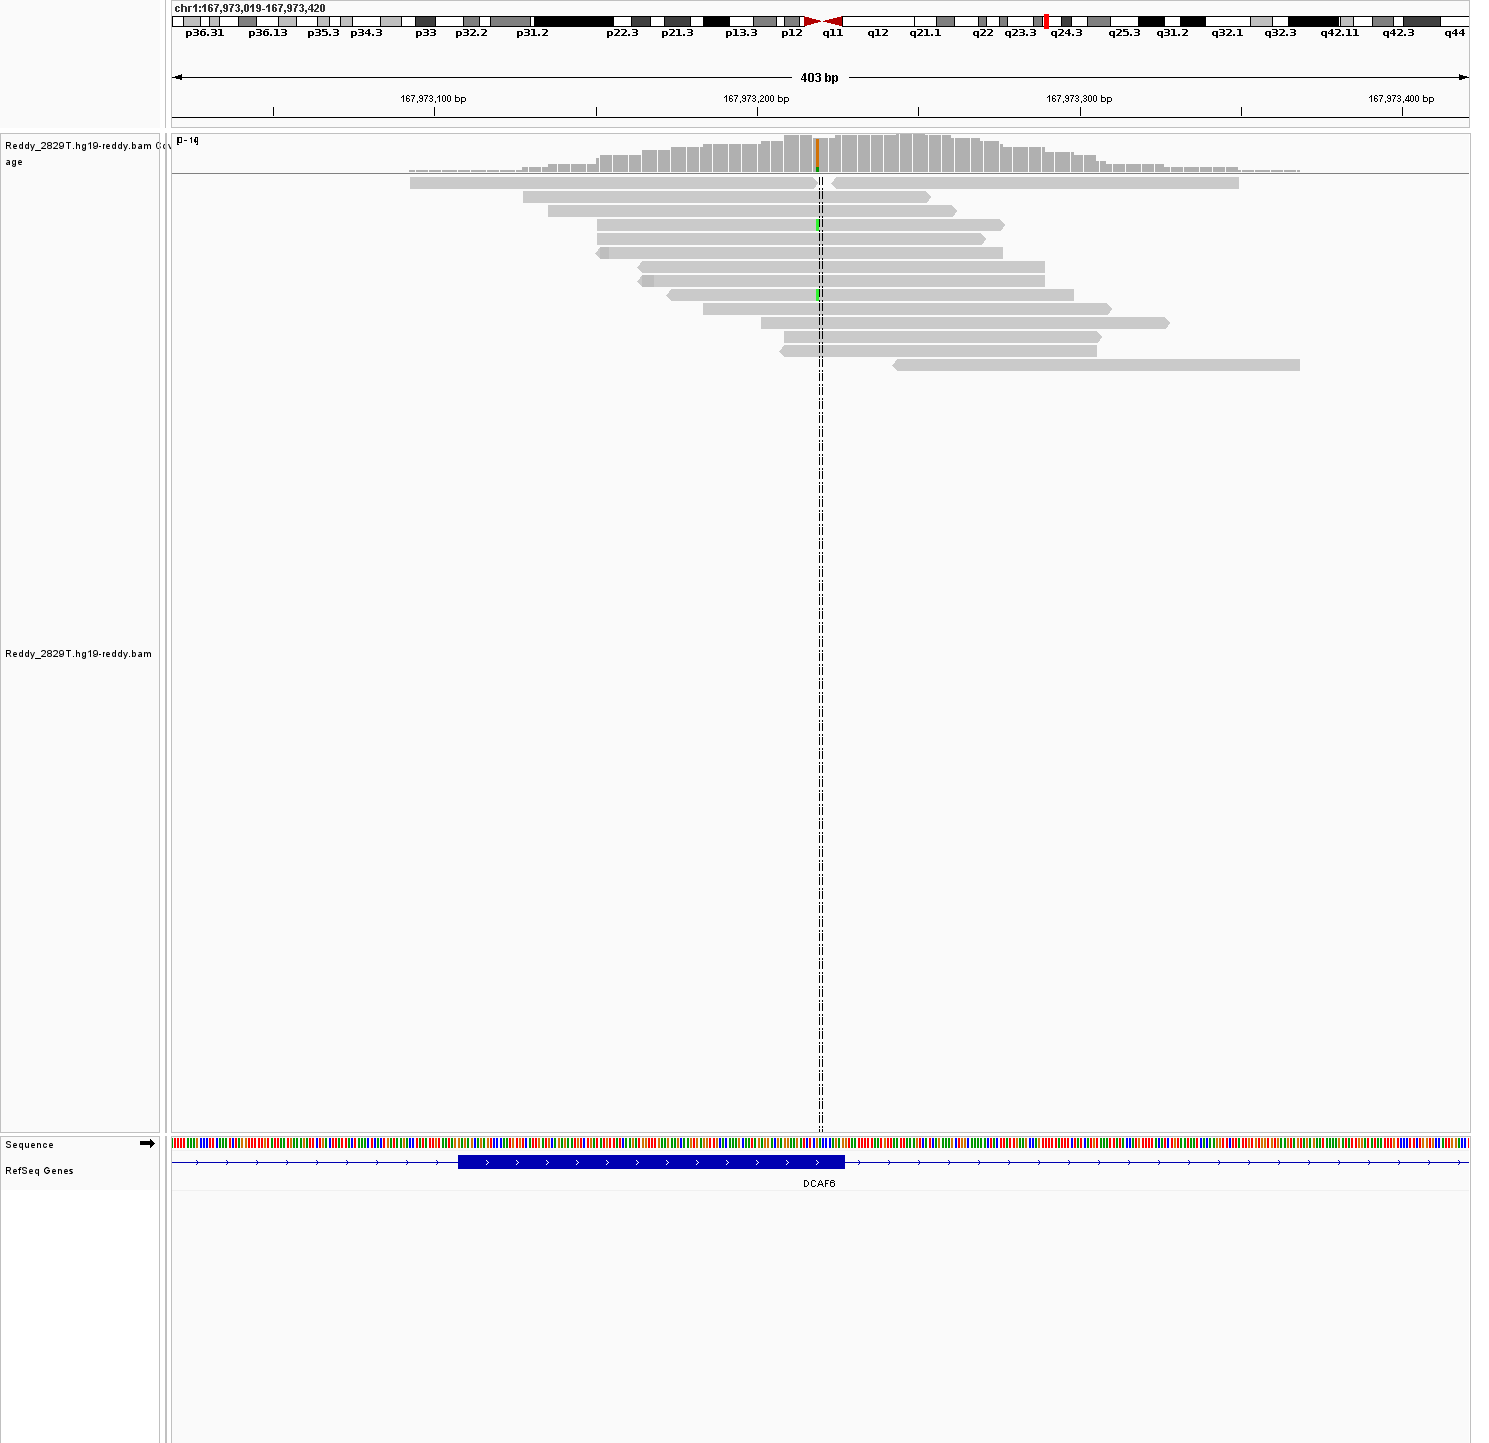 chr1:167,973,019-167,973,420
p36.31 p36.13 p35.3 p34.3 p33 p32.2 p31.2 p22.3 p21.3 p13.3 p12 q11 q12 q21.1 q22 q23.3 q24.3 q25.3 q31.2 q32.1 q32.3 q42.11 q42.3 q44
403 bp
167,973,100 bp 167,973,200 bp 167,973,300 bp 167,973,400 bp
Reddy_2829T.hg19-reddy.bam Cov
age
Reddy_2829T.hg19-reddy.bam
Sequence
RefSeq Genes
DCAF6